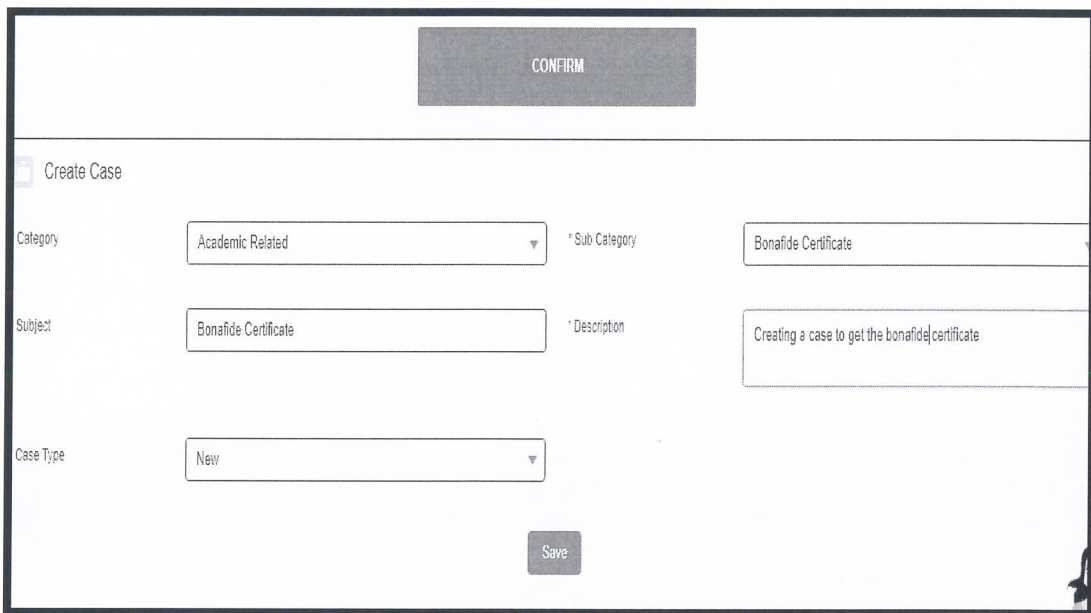 CONFIRM
Create Case
Category Academic Related * Sub Category Bonafide Certificate
Subject Bonafide Certificate * Description Creating a case to get the bonafide certificate
Case Type New
Save